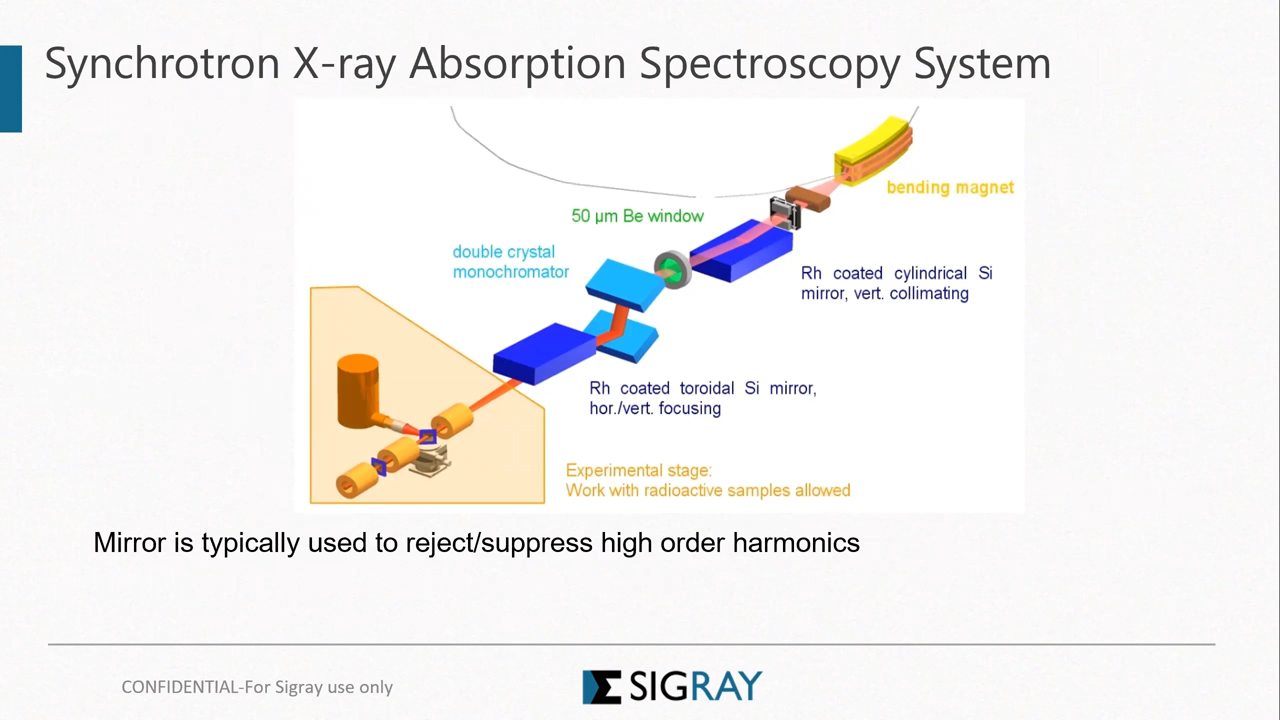 Synchrotron X-ray Absorption Spectroscopy System
bending magnet
50 µm Be window
double crystal
monochromator
Rh coated cylindrical Si
mirror, vert. collimating
Rh coated toroidal Si mirror,
hor./vert. focusing
Experimental stage:
Work with radioactive samples allowed
Mirror is typically used to reject/suppress high order harmonics
CONFIDENTIAL-For Sigray use only
SIGRAY